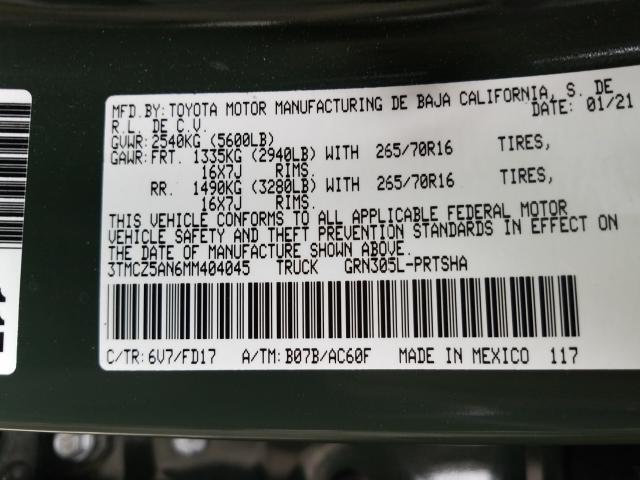 MFD.BY: TOYOTA MOTOR MANUFACTURING DE BAJA CALIFORNIA, S. DE
R.L. DE C.V. DATE: 01/21
GVWR: 2540KG (5600LB)
GAWR: FRT. 1335KG (2940LB) WITH 265/70R16 TIRES,
16X7J RIMS.
RR. 1490KG (3280LB) WITH 265/70R16 TIRES,
16X7J RIMS.
THIS VEHICLE CONFORMS TO ALL APPLICABLE FEDERAL MOTOR
VEHICLE SAFETY AND THEFT PREVENTION STANDARDS IN EFFECT ON
THE DATE OF MANUFACTURE SHOWN ABOVE.
3TMCZ5AN6MM404045 TRUCK GRN305L-PRTSHA
C/TR: 6V7/FD17 A/TM: B07B/AC60F MADE IN MEXICO 117